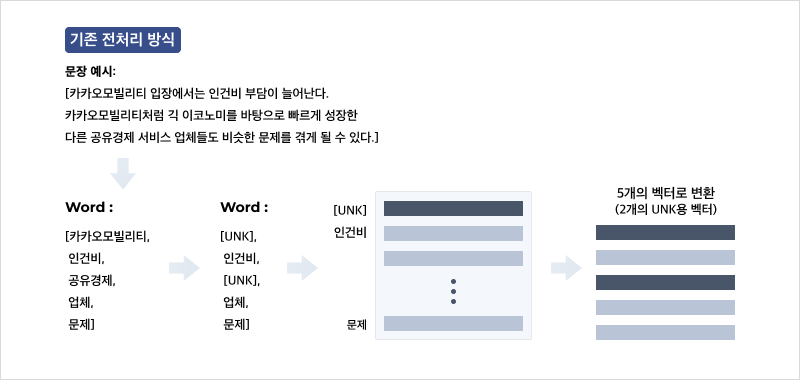 기존 전처리 방식
문장 예시:
[카카오모빌리티 입장에서는 인건비 부담이 늘어난다.
카카오모빌리티처럼 긱 이코노미를 바탕으로 빠르게 성장한
다른 공유경제 서비스 업체들도 비슷한 문제를 겪게 될 수 있다.]
Word :
[카카오모빌리티,
인건비,
공유경제,
업체,
문제]
Word :
[UNK],
인건비,
[UNK],
업체,
문제]
[UNK]
인건비
문제
5개의 벡터로 변환
(2개의 UNK용 벡터)